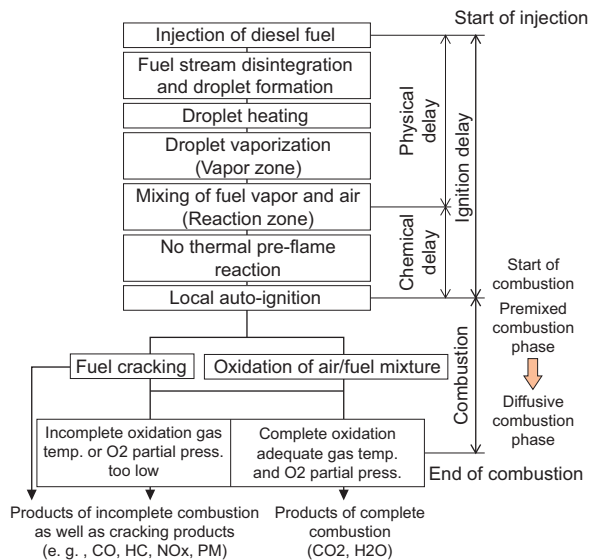 Start of injection
Injection of diesel fuel
Fuel stream disintegration
and droplet formation
Droplet heating
Droplet vaporization
(Vapor zone)
Mixing of fuel vapor and air
(Reaction zone)
No thermal pre-flame
reaction
Local auto-ignition
Physical
delay
Chemical
delay
Ignition delay
Start of
combustion
Premixed
combustion
phase
Diffusive
combustion
phase
Combustion
Fuel cracking
Oxidation of air/fuel mixture
Incomplete oxidation gas
temp. or O2 partial press.
too low
Complete oxidation
adequate gas temp.
and O2 partial press.
End of combustion
Products of incomplete combustion
as well as cracking products
(e. g. , CO, HC, NOx, PM)
Products of complete
combustion
(CO2, H2O)